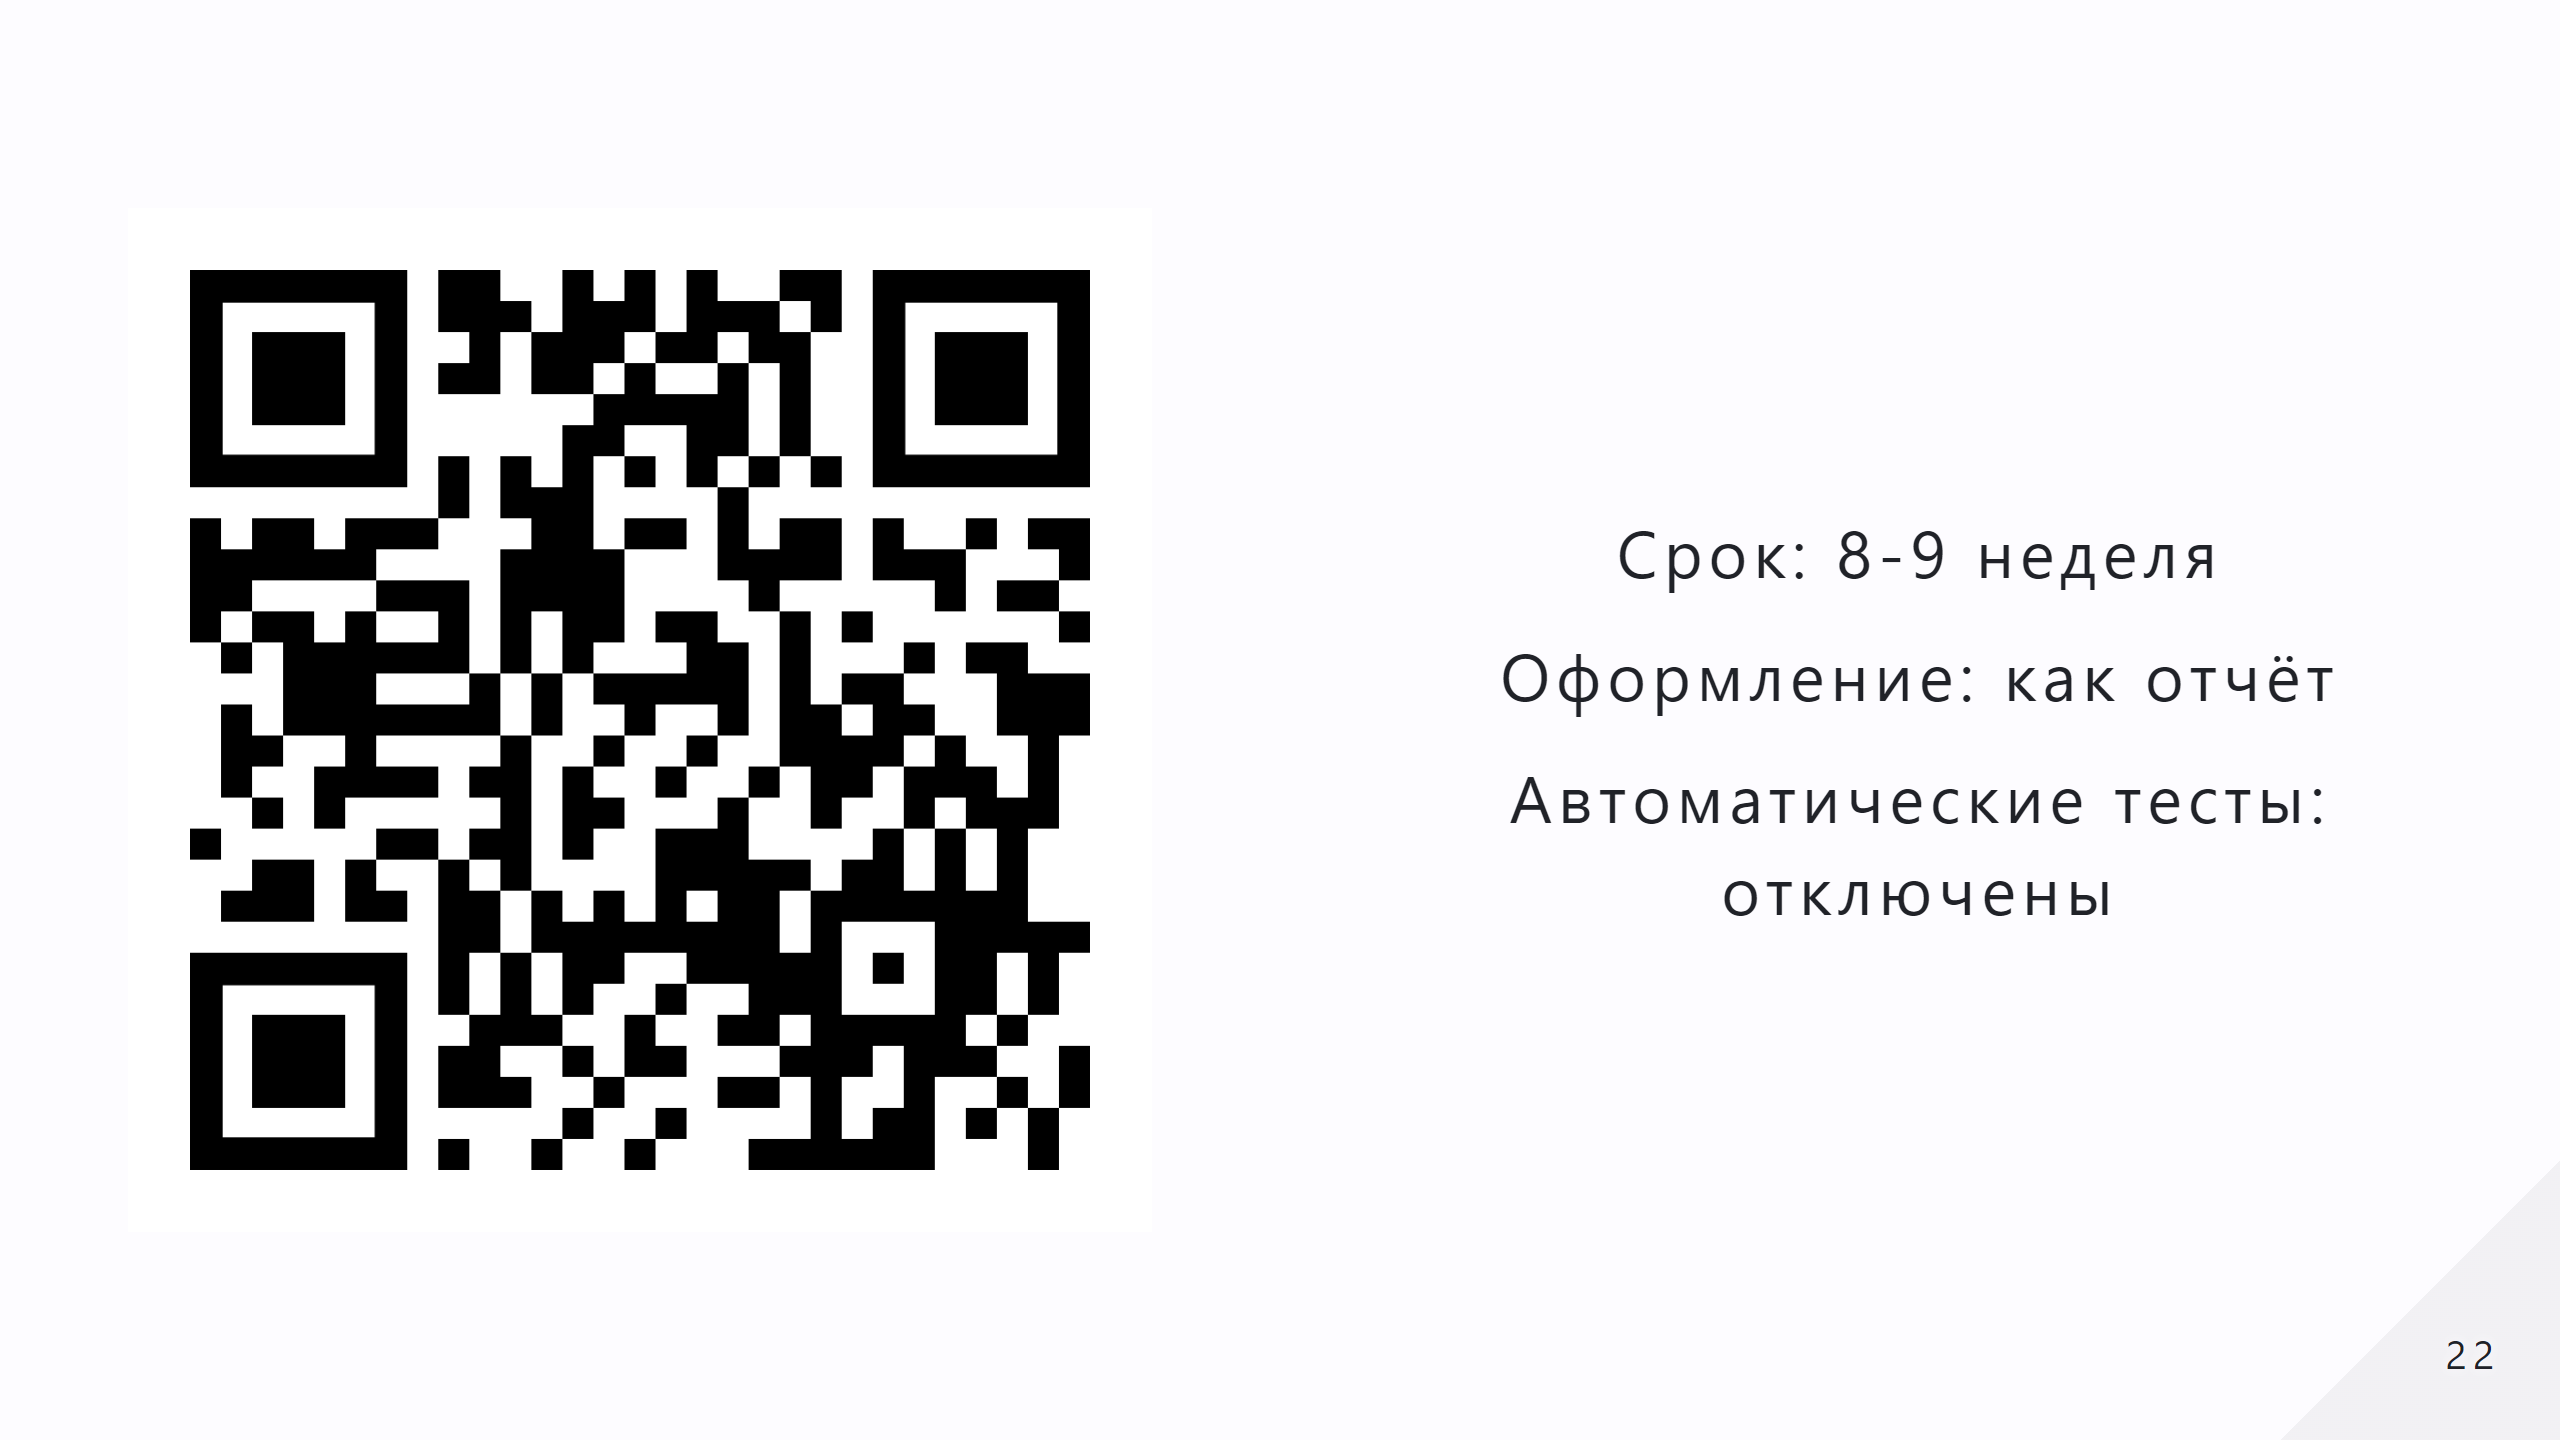 Срок: 8-9 неделя
Оформление: как отчёт
Автоматические тесты:
отключены
22